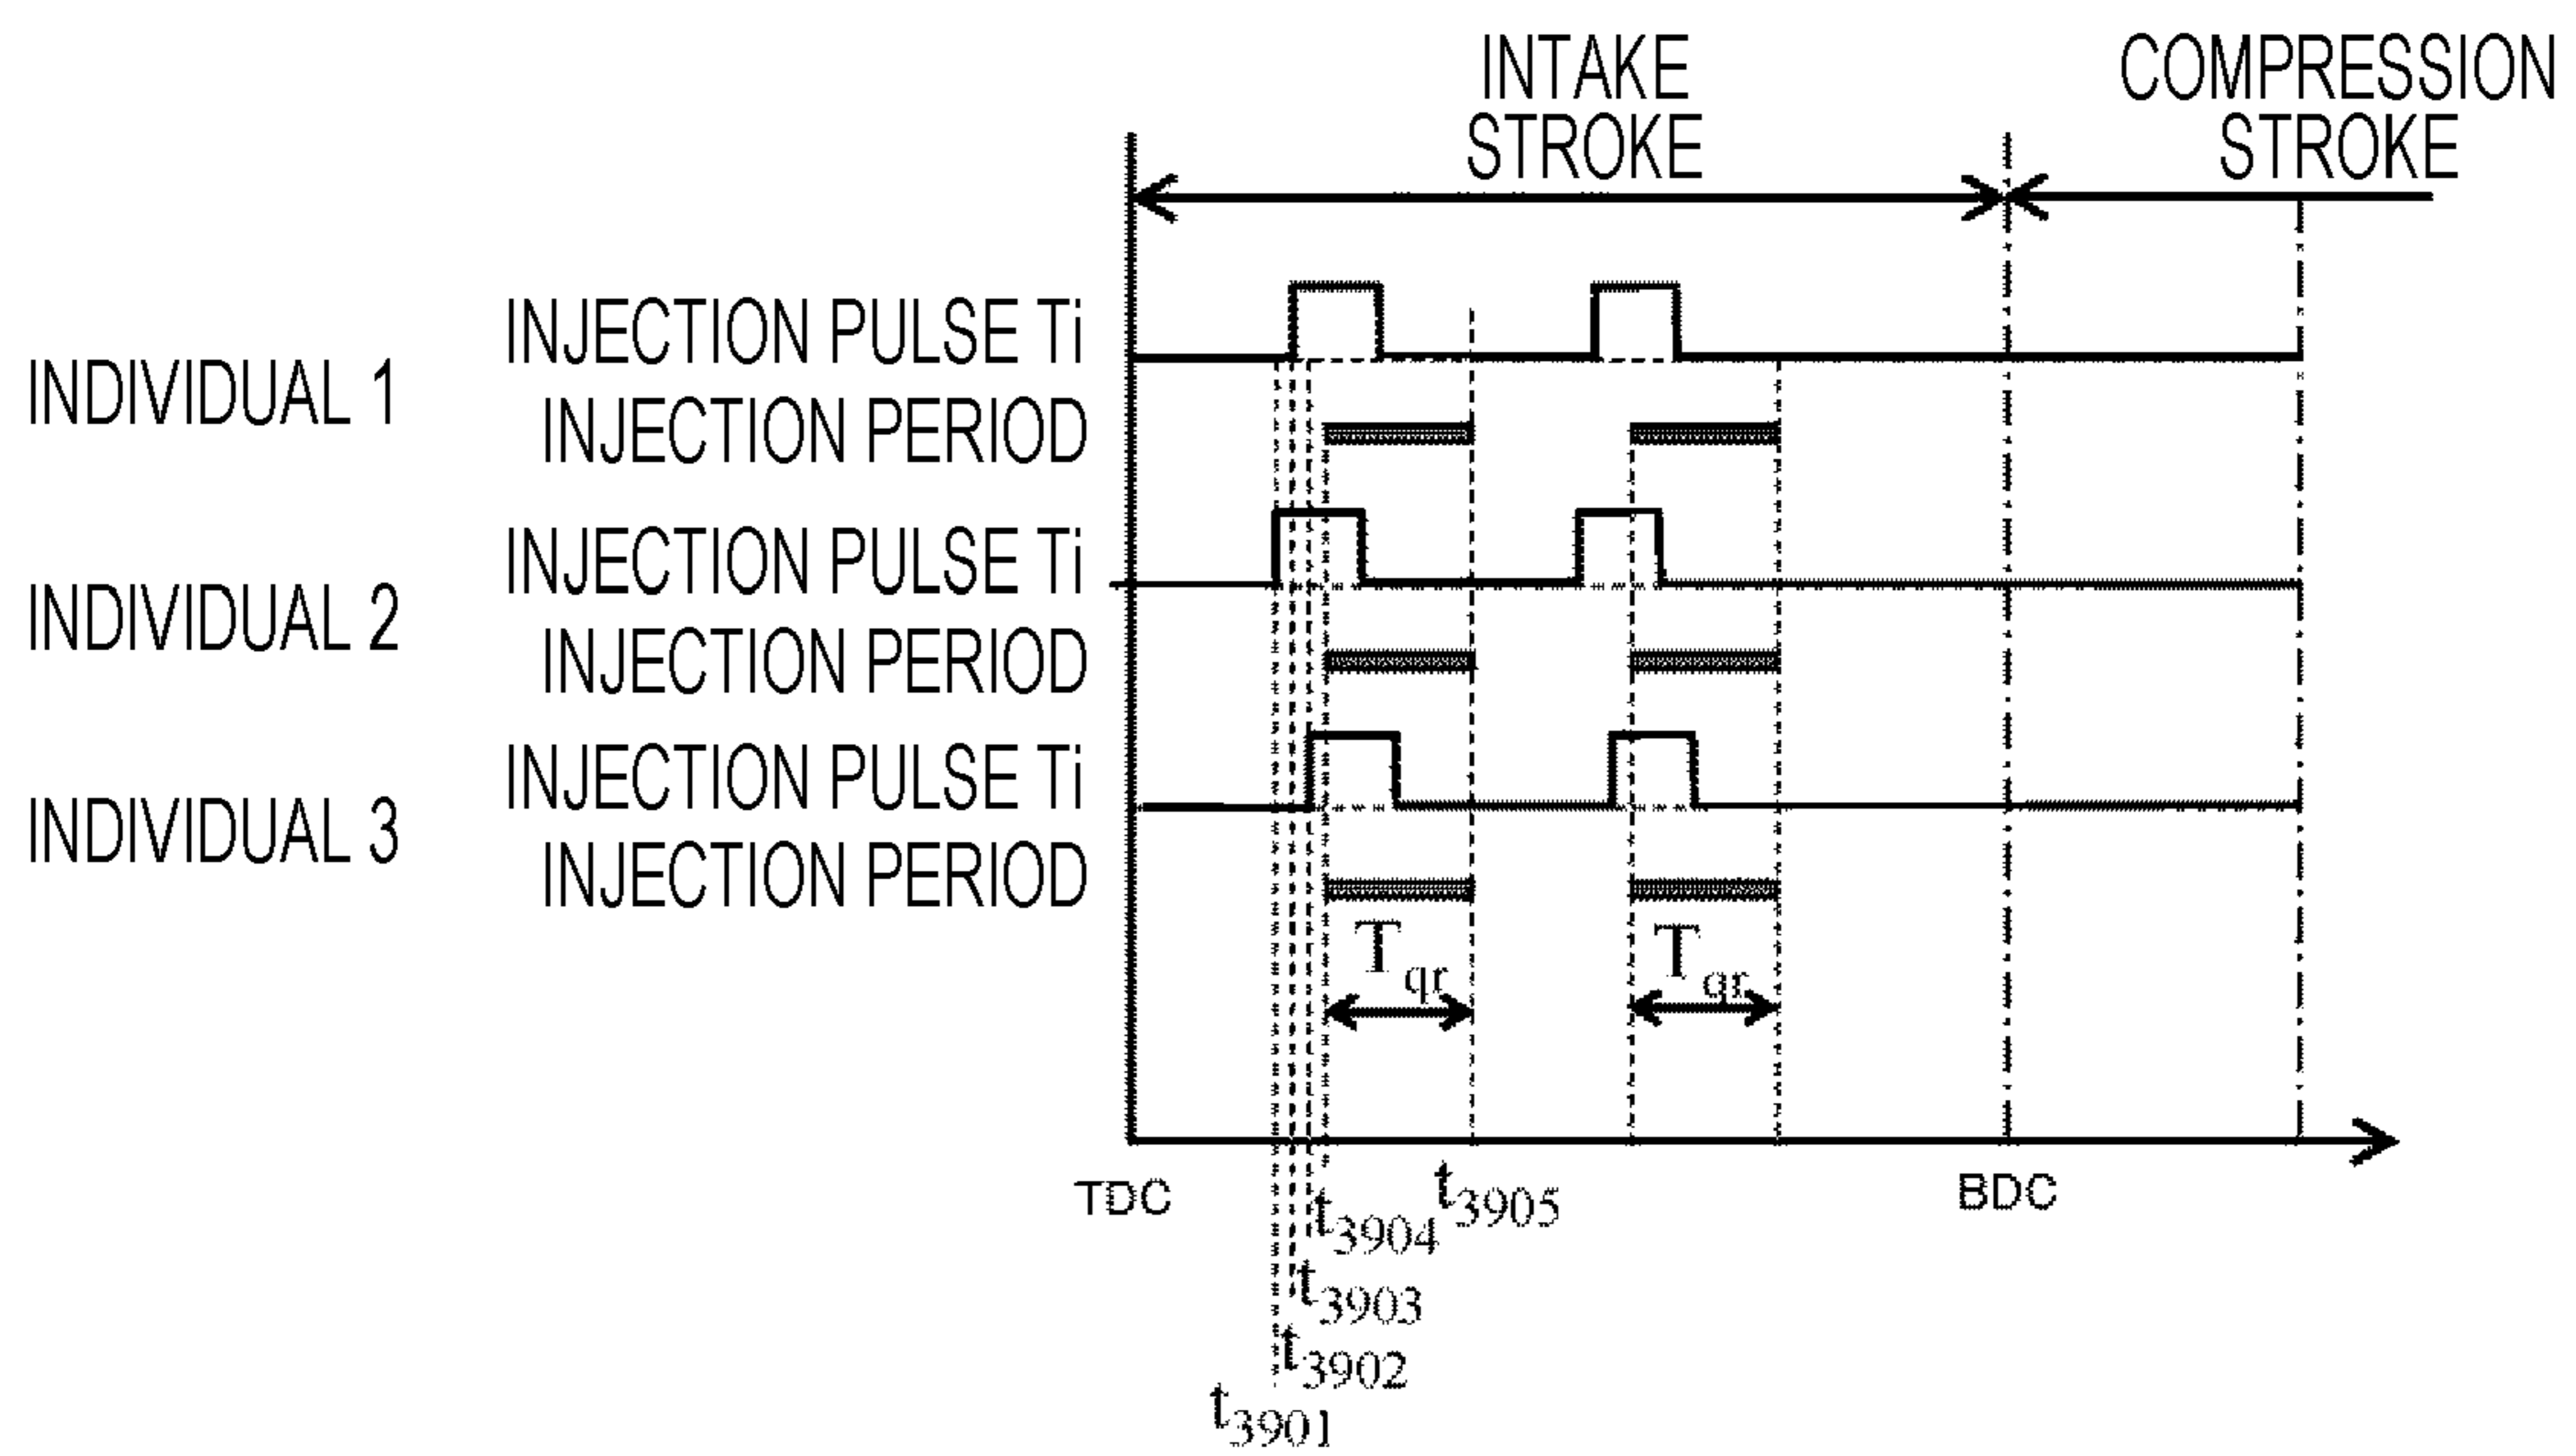 INTAKE
STROKE
COMPRESSION
STROKE
INDIVIDUAL 1
INJECTION PULSE Ti
INJECTION PERIOD
INDIVIDUAL 2
INJECTION PULSE Ti
INJECTION PERIOD
INDIVIDUAL 3
INJECTION PULSE Ti
INJECTION PERIOD
Tqr
Tqr
TDC
t3904
t3905
BDC
t3903
t3902
t3901